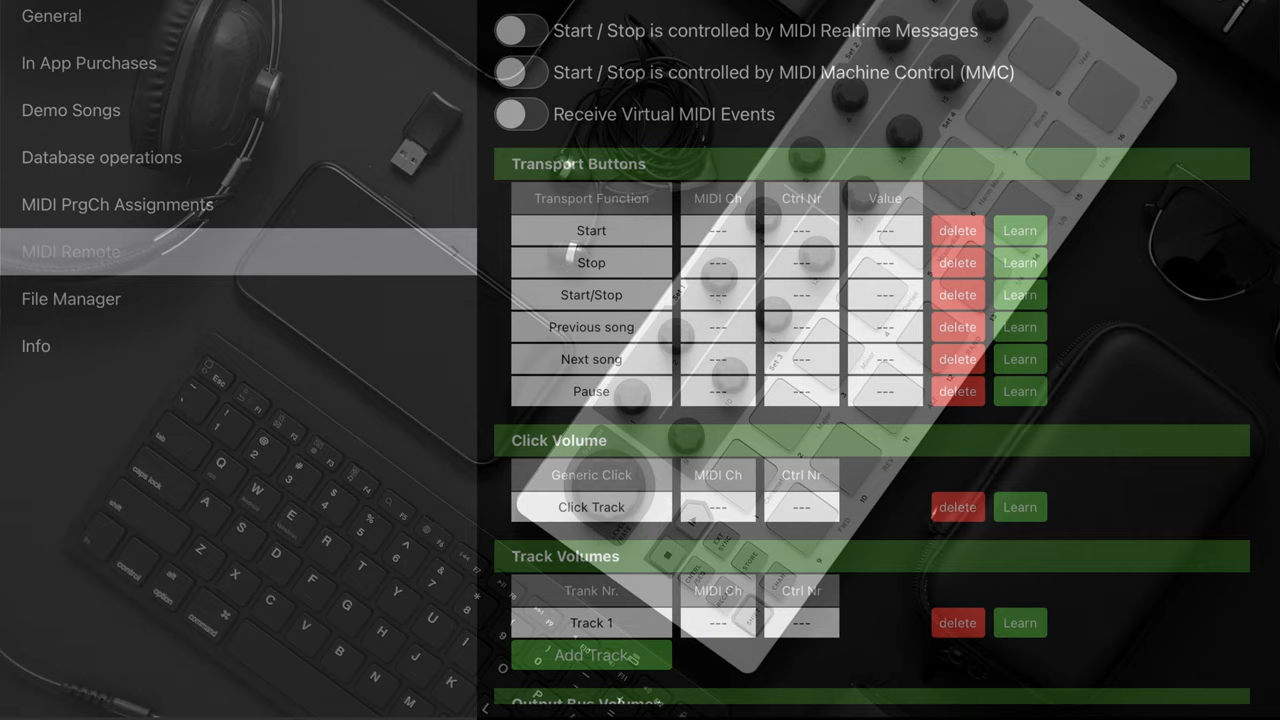 General
In App Purchases
Demo Songs
Database operations
MIDI PrgCh Assignments
MIDI Remote
File Manager
Info
Start / Stop is controlled by MIDI Realtime Messages
Start / Stop is controlled by MIDI Machine Control (MMC)
Receive Virtual MIDI Events
Transport Buttons
Transport Function MIDI Ch Ctrl Nr Value
Start --- --- --- delete Learn
Stop --- --- --- delete Learn
Start/Stop --- --- --- delete Learn
Previous song --- --- --- delete Learn
Next song --- --- --- delete Learn
Pause --- --- --- delete Learn
Click Volume
Generic Click MIDI Ch Ctrl Nr
Click Track --- --- delete Learn
Track Volumes
Trank Nr. MIDI Ch Ctrl Nr
Track 1 --- --- delete Learn
Add Track
Output Bus Volumes